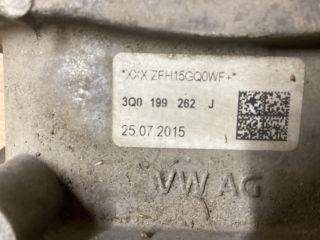 *XXX ZFH15GQ0WF+*
3Q0 199 262 J
25.07.2015
VW AG